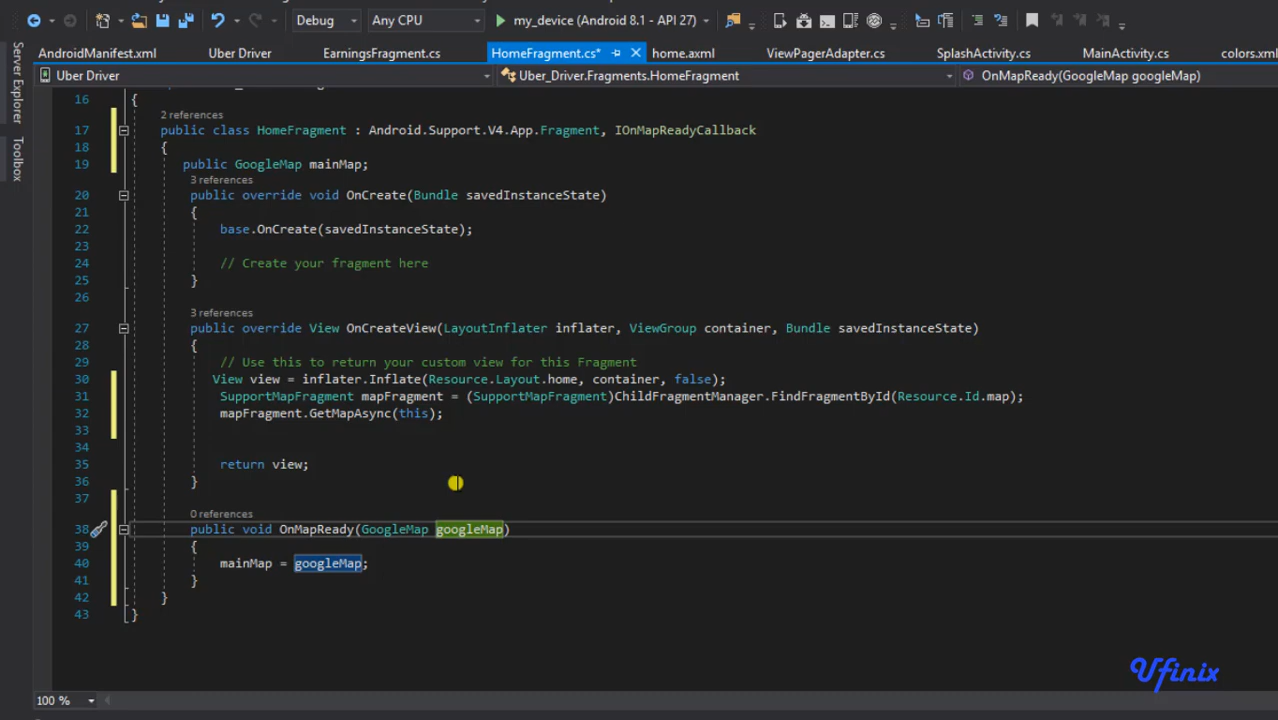 Debug Any CPU my_device (Android 8.1 - API 27)
AndroidManifest.xml Uber Driver EarningsFragment.cs HomeFragment.cs* home.axml ViewPagerAdapter.cs SplashActivity.cs MainActivity.cs colors.xml
Uber Driver Uber_Driver.Fragments.HomeFragment OnMapReady(GoogleMap googleMap)
Server Explorer
Toolbox
16 {
2 references
17 public class HomeFragment : Android.Support.V4.App.Fragment, IOnMapReadyCallback
18 {
19 public GoogleMap mainMap;
3 references
20 public override void OnCreate(Bundle savedInstanceState)
21 {
22 base.OnCreate(savedInstanceState);
23
24 // Create your fragment here
25 }
26
3 references
27 public override View OnCreateView(LayoutInflater inflater, ViewGroup container, Bundle savedInstanceState)
28 {
29 // Use this to return your custom view for this Fragment
30 View view = inflater.Inflate(Resource.Layout.home, container, false);
31 SupportMapFragment mapFragment = (SupportMapFragment)ChildFragmentManager.FindFragmentById(Resource.Id.map);
32 mapFragment.GetMapAsync(this);
33
34
35 return view;
36 }
37
0 references
38 public void OnMapReady(GoogleMap googleMap)
39 {
40 mainMap = googleMap;
41 }
42 }
43 }
Ufinix
100 %